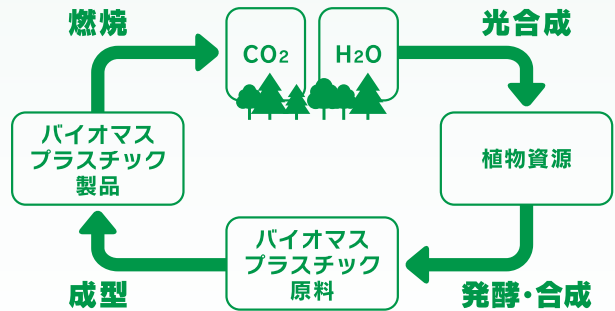 燃焼
CO2
H2O
光合成
バイオマス
プラスチック
製品
植物資源
バイオマス
プラスチック
原料
成型
発酵・合成